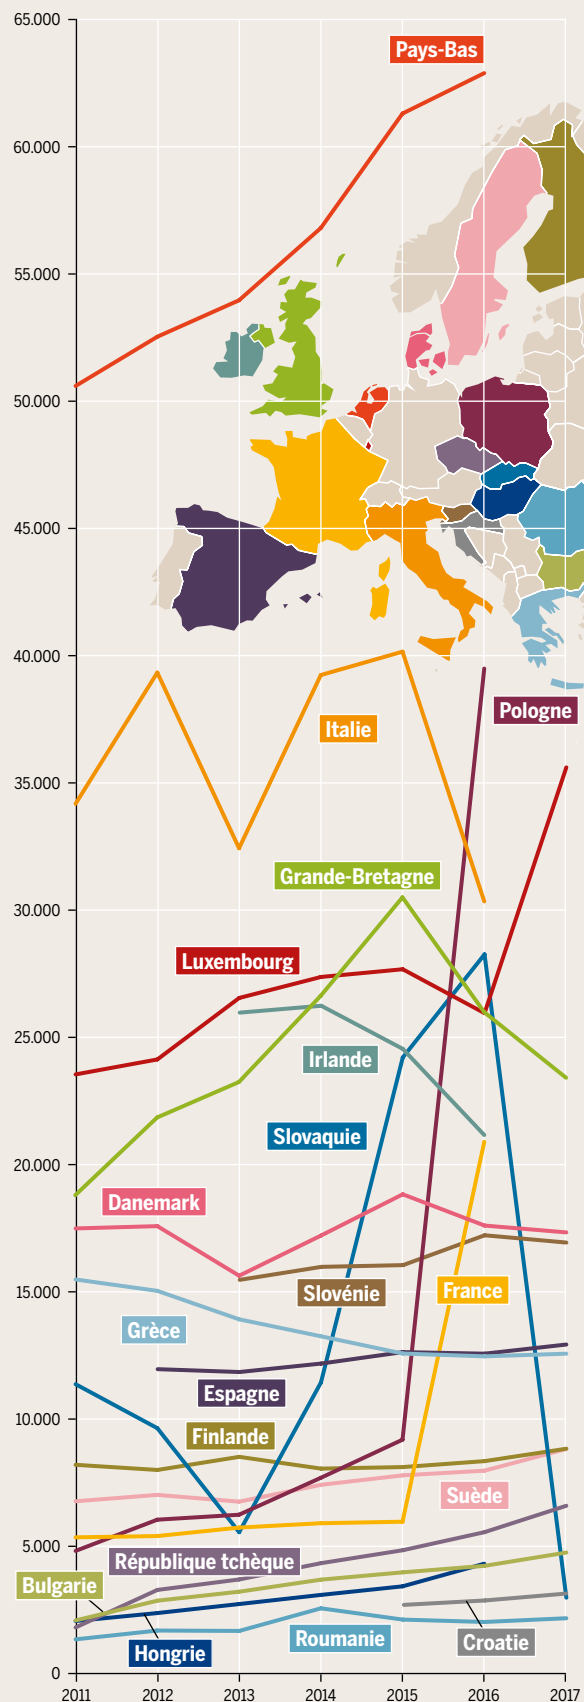 65.000
Pays-Bas
60.000
55.000
50.000
45.000
40.000
Pologne
Italie
35.000
Grande-Bretagne
30.000
Luxembourg
25.000
Irlande
Slovaquie
20.000
Danemark
15.000
Slovénie
France
Grèce
Espagne
10.000
Finlande
Suède
5.000
République tchèque
Bulgarie
Roumanie
Croatie
Hongrie
0
2011 2012 2013 2014 2015 2016 2017